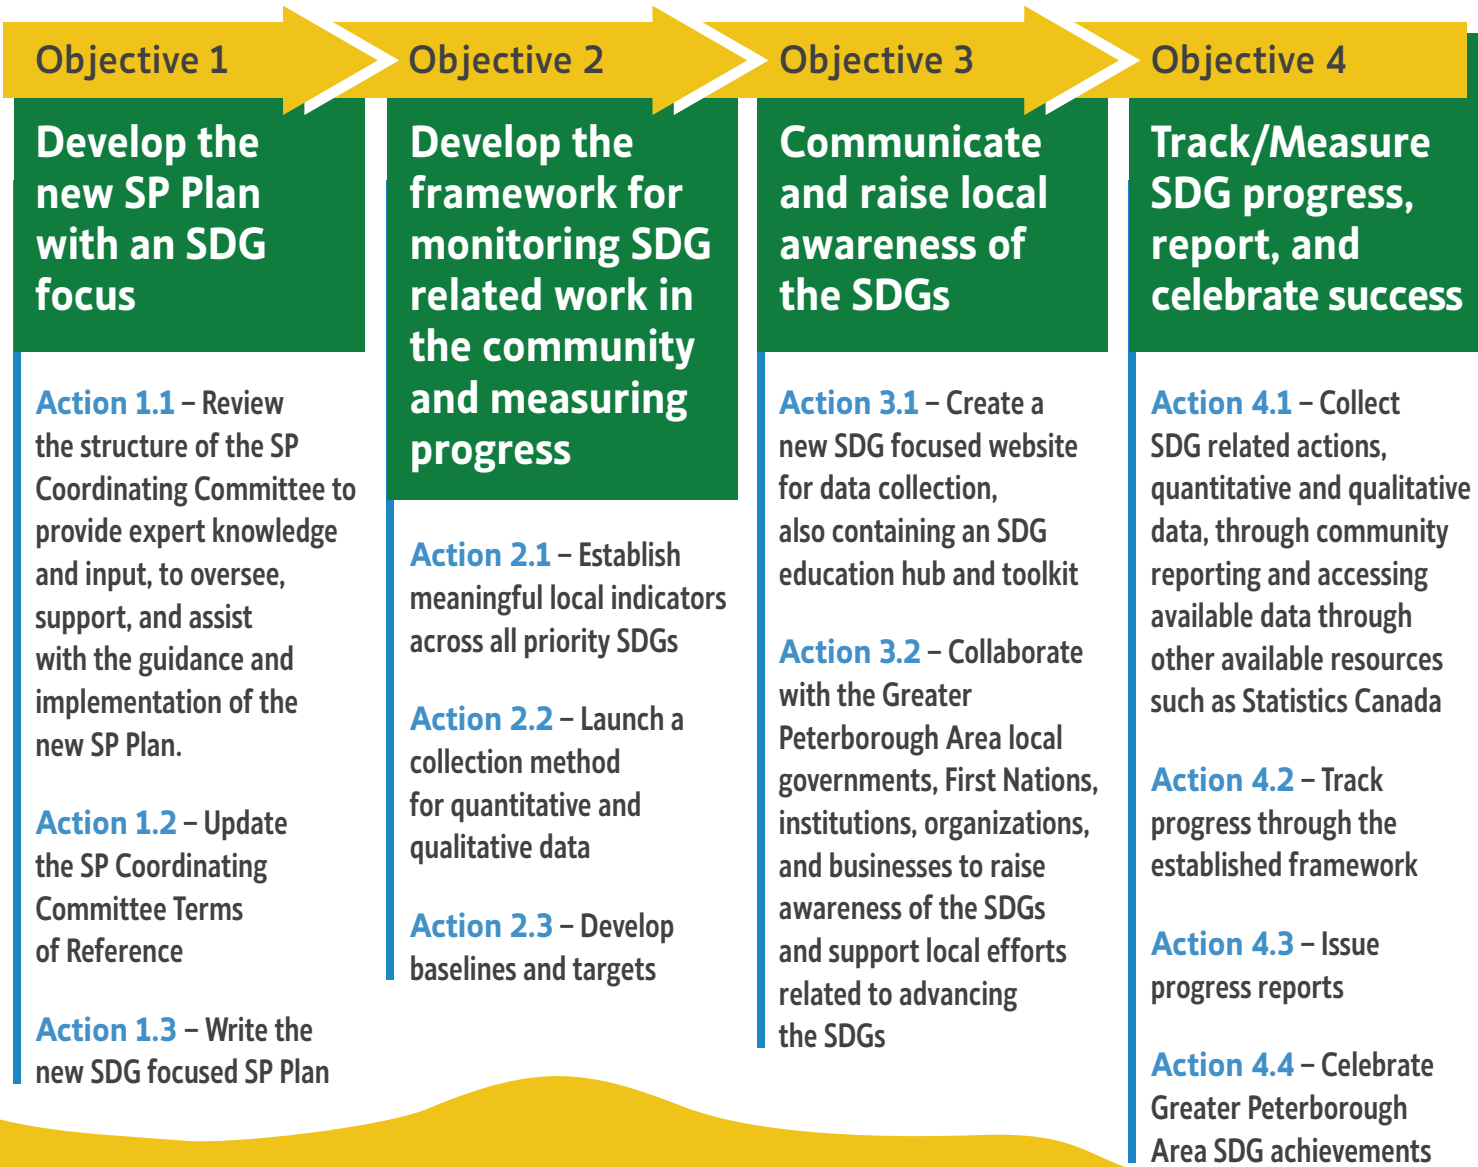 Objective 1
Develop the
new SP Plan
with an SDG
focus
Action 1.1 – Review
the structure of the SP
Coordinating Committee to
provide expert knowledge
and input, to oversee,
support, and assist
with the guidance and
implementation of the
new SP Plan.
Action 1.2 – Update
the SP Coordinating
Committee Terms
of Reference
Action 1.3 – Write the
new SDG focused SP Plan
Objective 2
Develop the
framework for
monitoring SDG
related work in
the community
and measuring
progress
Action 2.1 – Establish
meaningful local indicators
across all priority SDGs
Action 2.2 – Launch a
collection method
for quantitative and
qualitative data
Action 2.3 – Develop
baselines and targets
Objective 3
Communicate
and raise local
awareness of
the SDGs
Action 3.1 – Create a
new SDG focused website
for data collection,
also containing an SDG
education hub and toolkit
Action 3.2 – Collaborate
with the Greater
Peterborough Area local
governments, First Nations,
institutions, organizations,
and businesses to raise
awareness of the SDGs
and support local efforts
related to advancing
the SDGs
Objective 4
Track/Measure
SDG progress,
report, and
celebrate success
Action 4.1 – Collect
SDG related actions,
quantitative and qualitative
data, through community
reporting and accessing
available data through
other available resources
such as Statistics Canada
Action 4.2 – Track
progress through the
established framework
Action 4.3 – Issue
progress reports
Action 4.4 – Celebrate
Greater Peterborough
Area SDG achievements